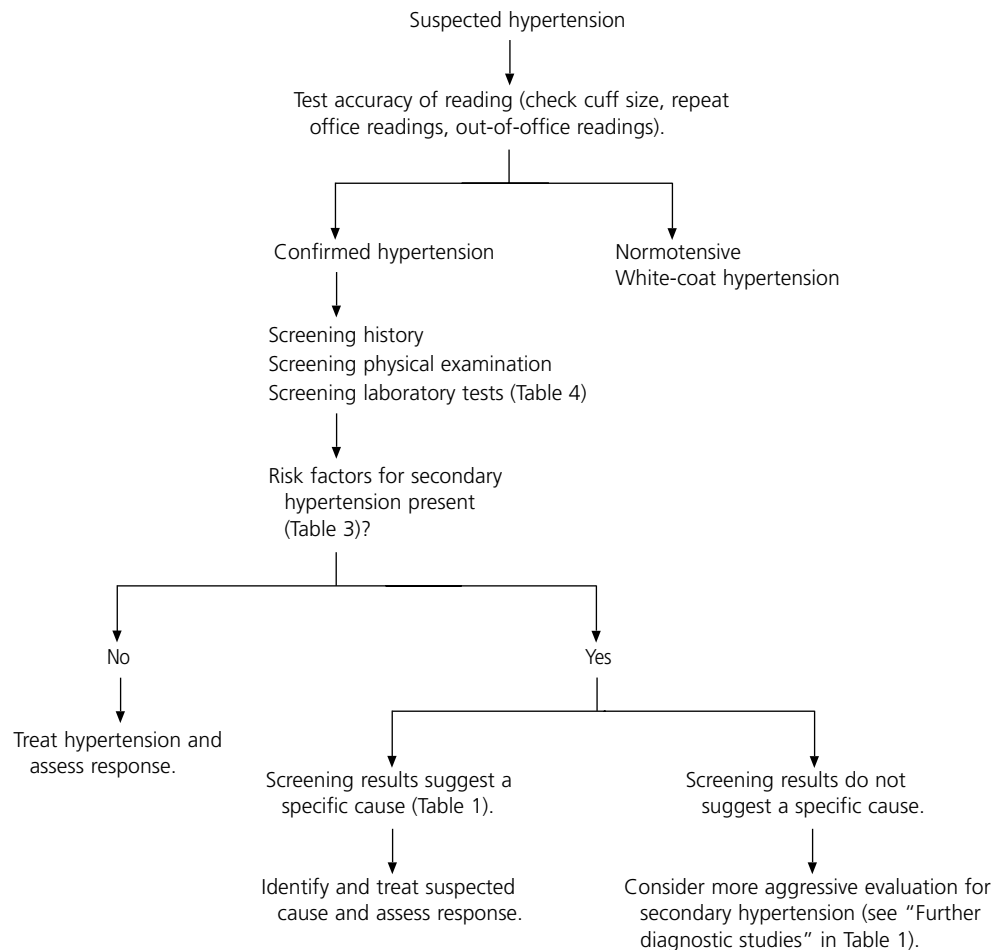 Suspected hypertension
Test accuracy of reading (check cuff size, repeat
office readings, out-of-office readings).
Confirmed hypertension
Normotensive
White-coat hypertension
Screening history
Screening physical examination
Screening laboratory tests (Table 4)
Risk factors for secondary
hypertension present
(Table 3)?
No
Yes
Treat hypertension and
assess response.
Screening results suggest a
specific cause (Table 1).
Screening results do not
suggest a specific cause.
Identify and treat suspected
cause and assess response.
Consider more aggressive evaluation for
secondary hypertension (see “Further
diagnostic studies” in Table 1).